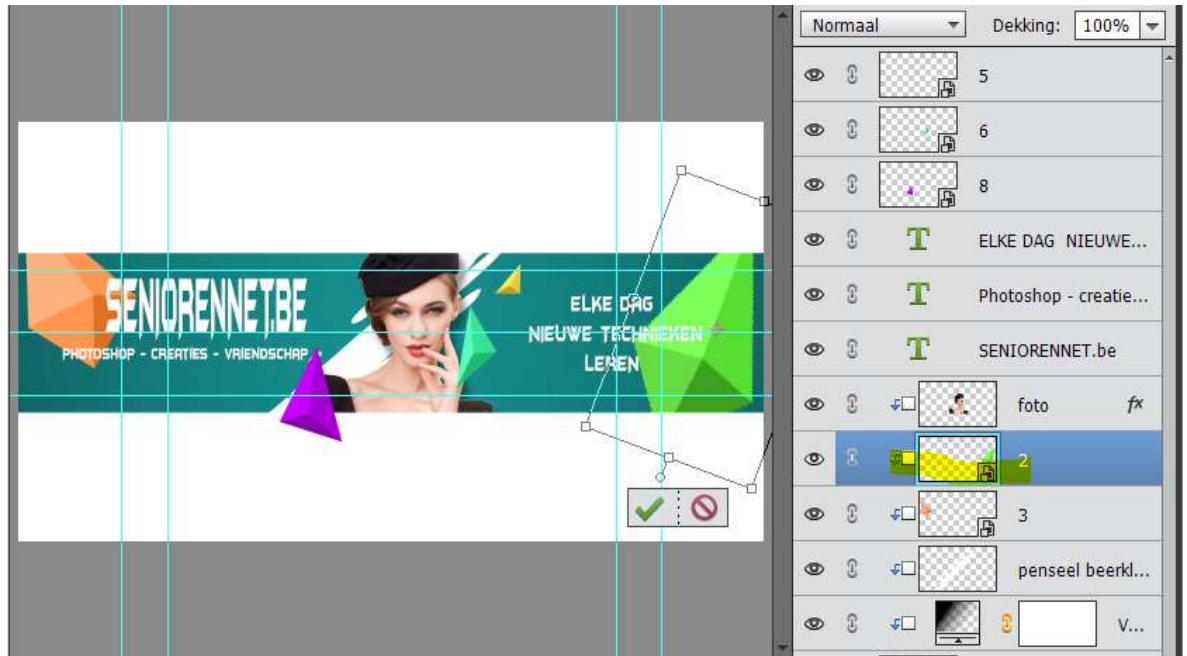 Normaal Dekking: 100%
5
6
8
ELKE DAG NIEUWE...
Photoshop - creatie...
SENIORENNET.be
foto fx
2
3
penseel beerkl...
V...
SENIORENNET.BE
PHOTOSHOP - CREATIES - VRIENDSCHAP
ELKE DAG
NIEUWE TECHNIEKEN
LEREN